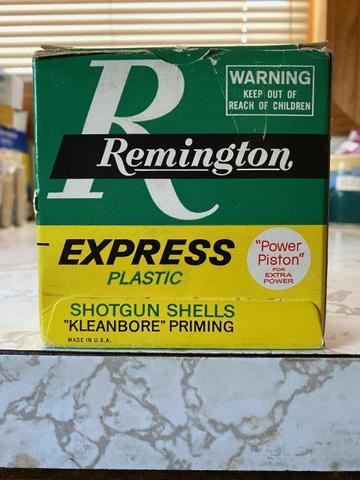 R
WARNING
KEEP OUT OF
REACH OF CHILDREN
Remington
EXPRESS
PLASTIC
"Power
Piston"
FOR
EXTRA
POWER
SHOTGUN SHELLS
"KLEANBORE" PRIMING
MADE IN U.S.A.